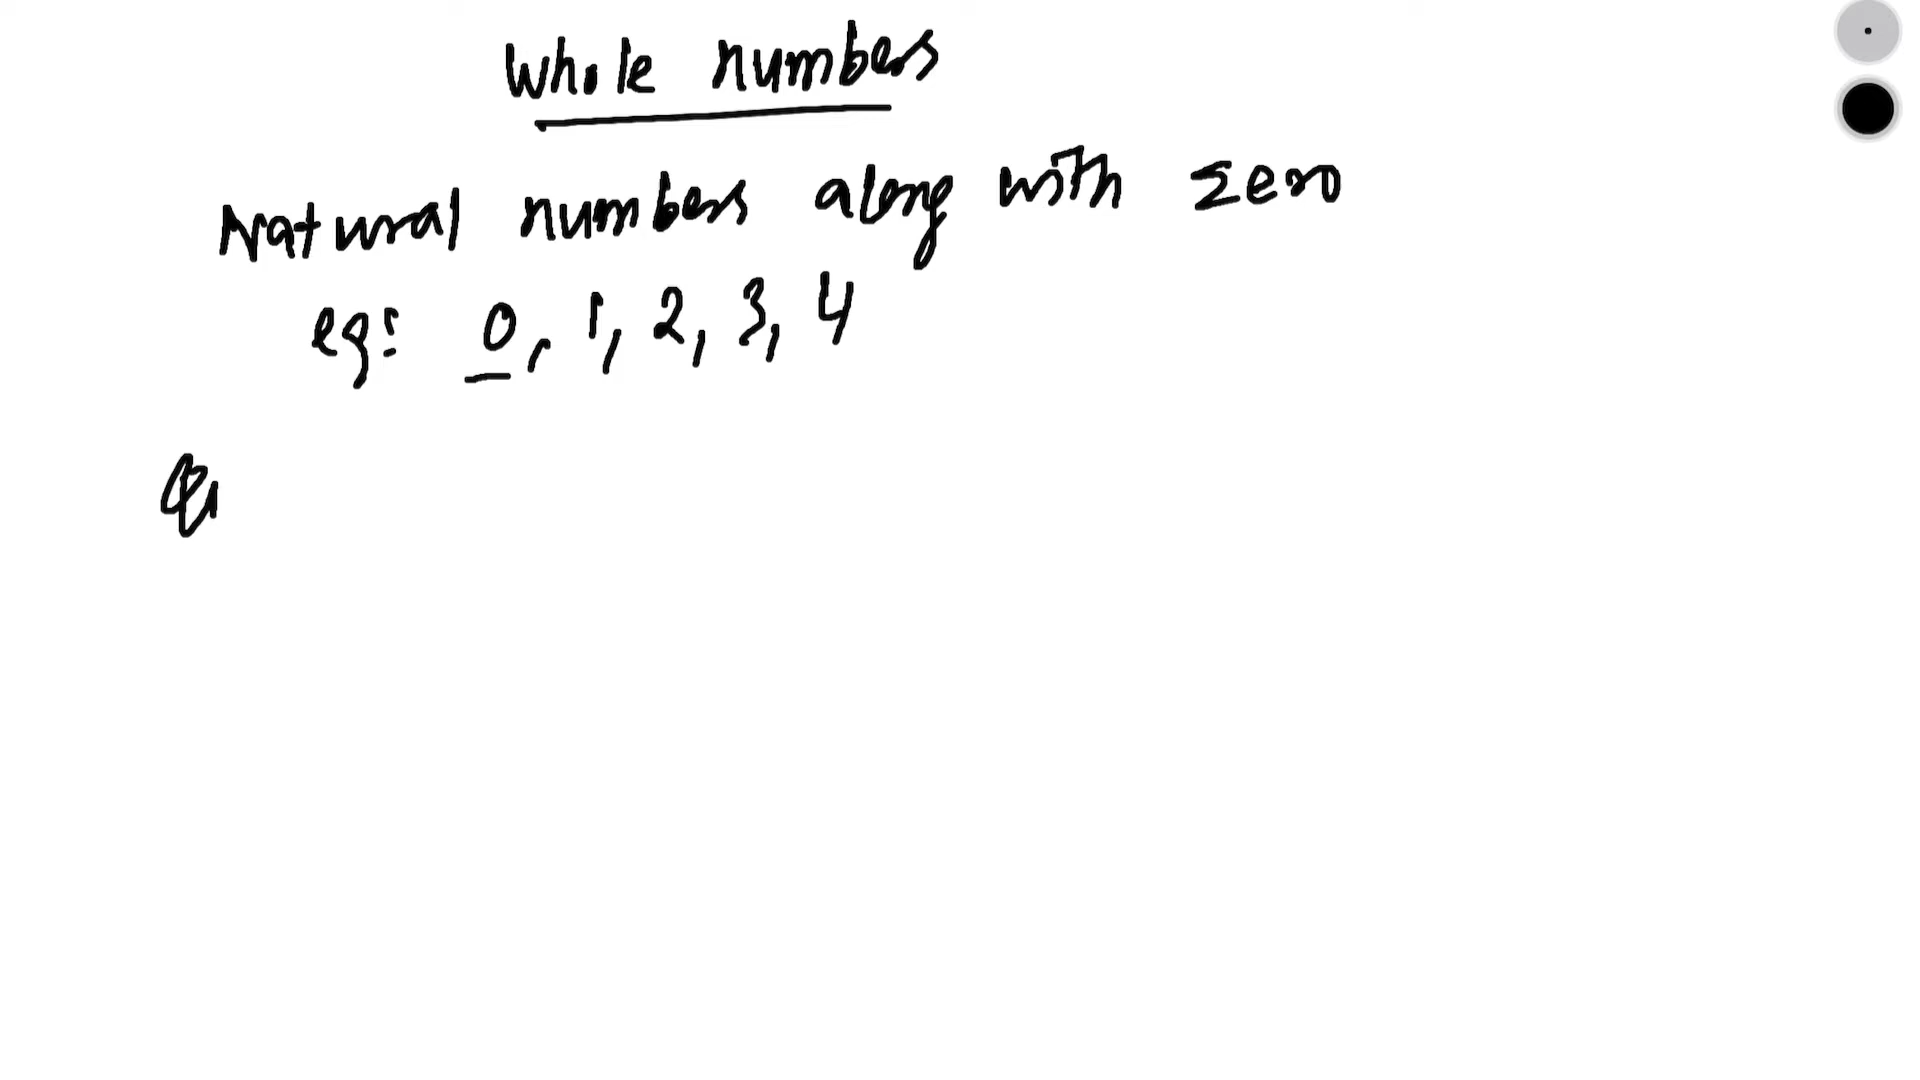 Whole numbers
Natural numbers along with zero
eg: 0, 1, 2, 3, 4